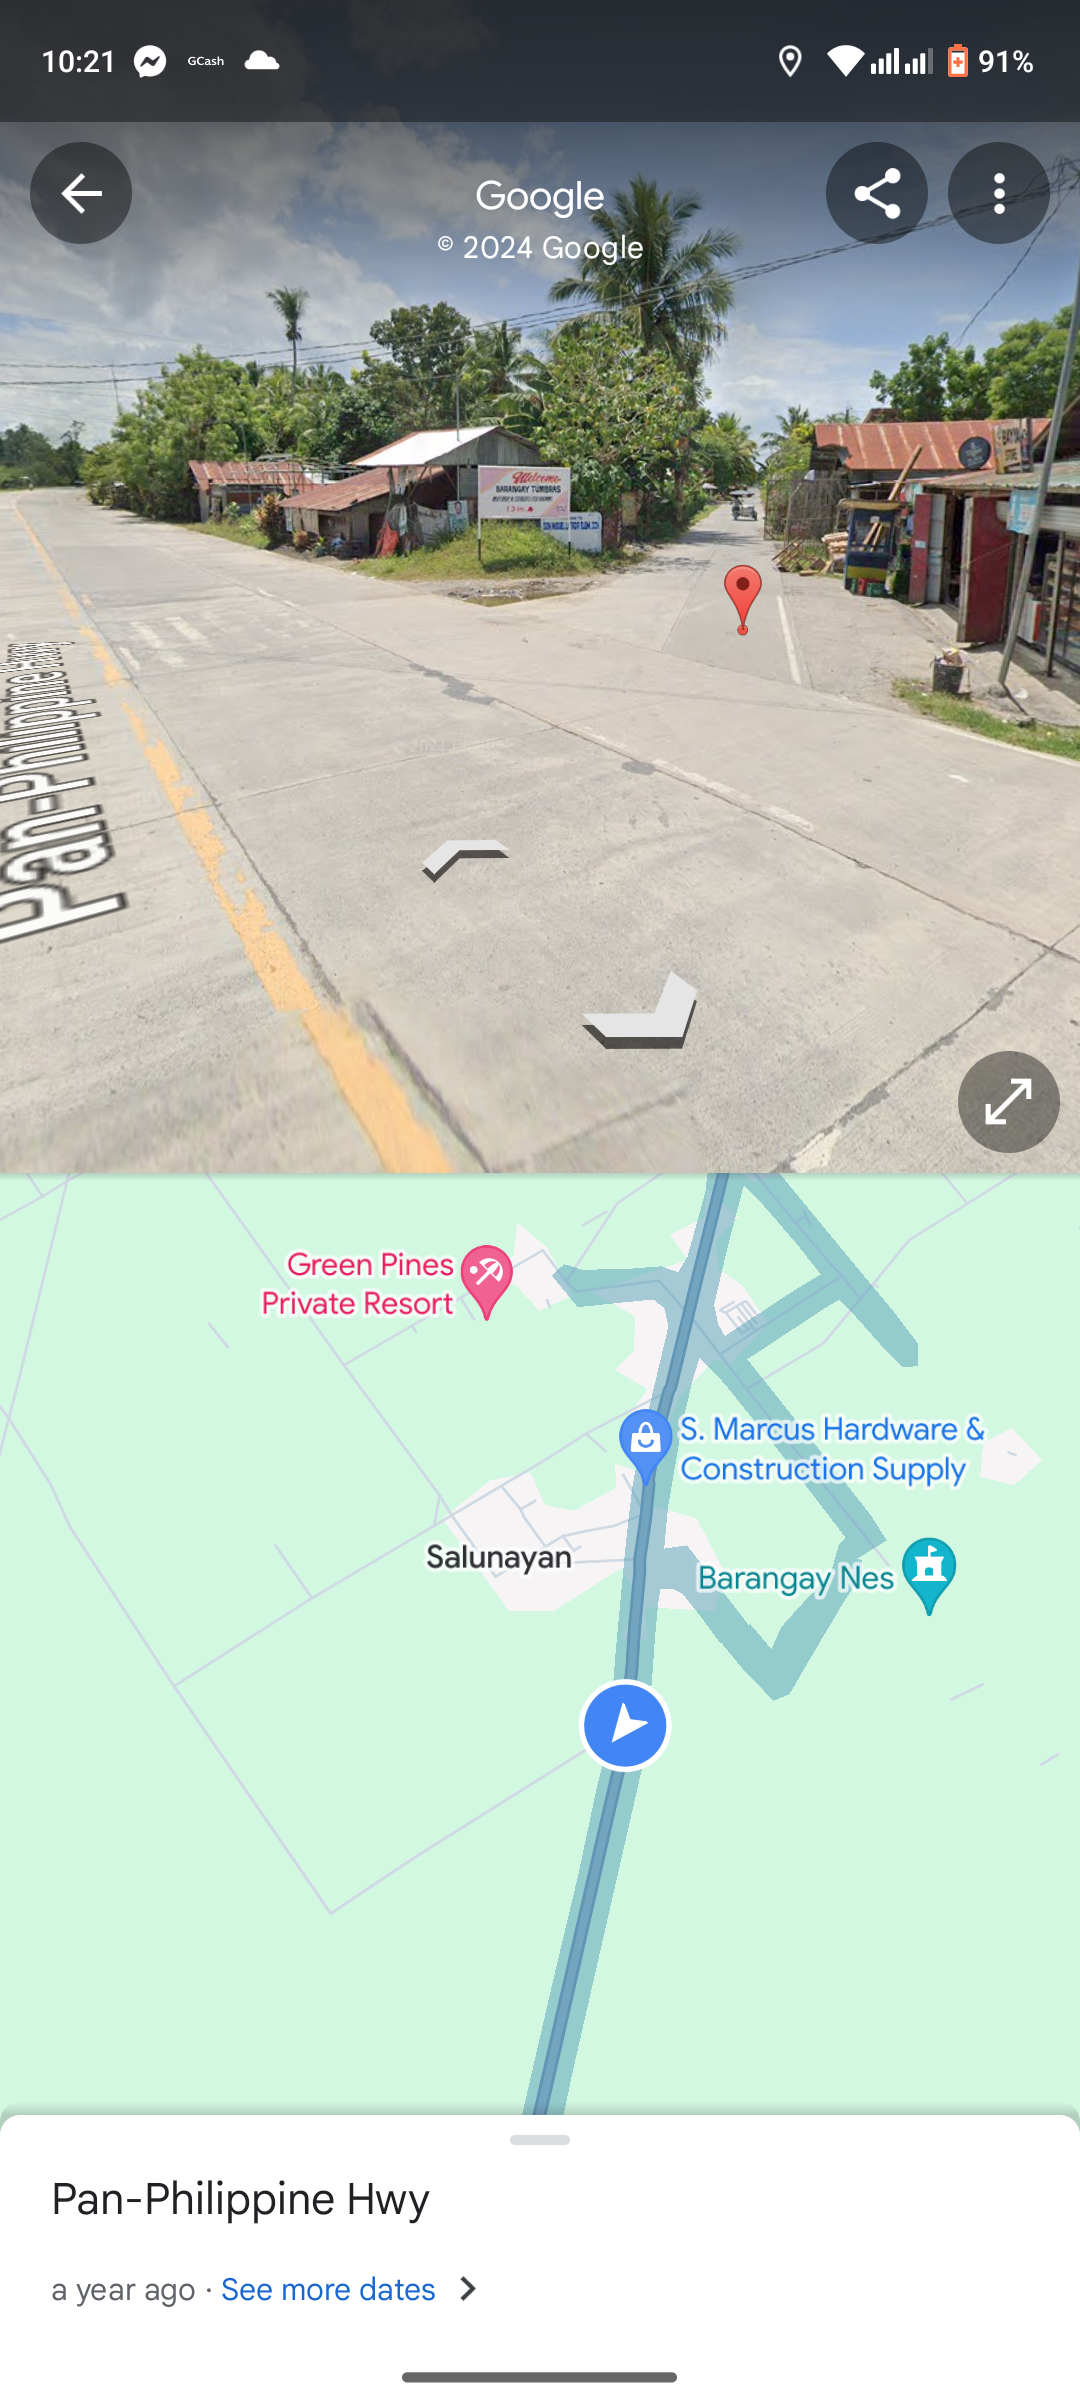 10:21
GCash
91%
Google
© 2024 Google
Welcome
BARANGAY TUMBRAS
Pan-Philippine Hwy
Green Pines
Private Resort
S. Marcus Hardware &
Construction Supply
Salunayan
Barangay Nes
Pan-Philippine Hwy
a year ago · See more dates